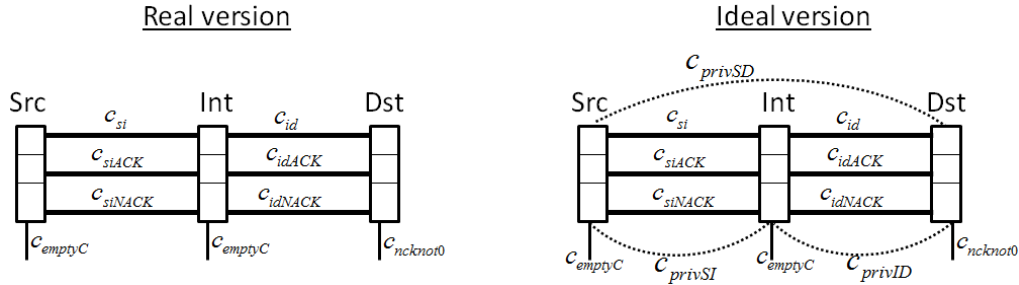 Real version
Ideal version
c_privSD
Src Int Dst
Src Int Dst
c_si c_id
c_si c_id
c_siACK c_idACK
c_siACK c_idACK
c_siNACK c_idNACK
c_siNACK c_idNACK
c_emptyC c_emptyC c_ncknot0
c_emptyC c_privSI c_emptyC c_privID c_ncknot0